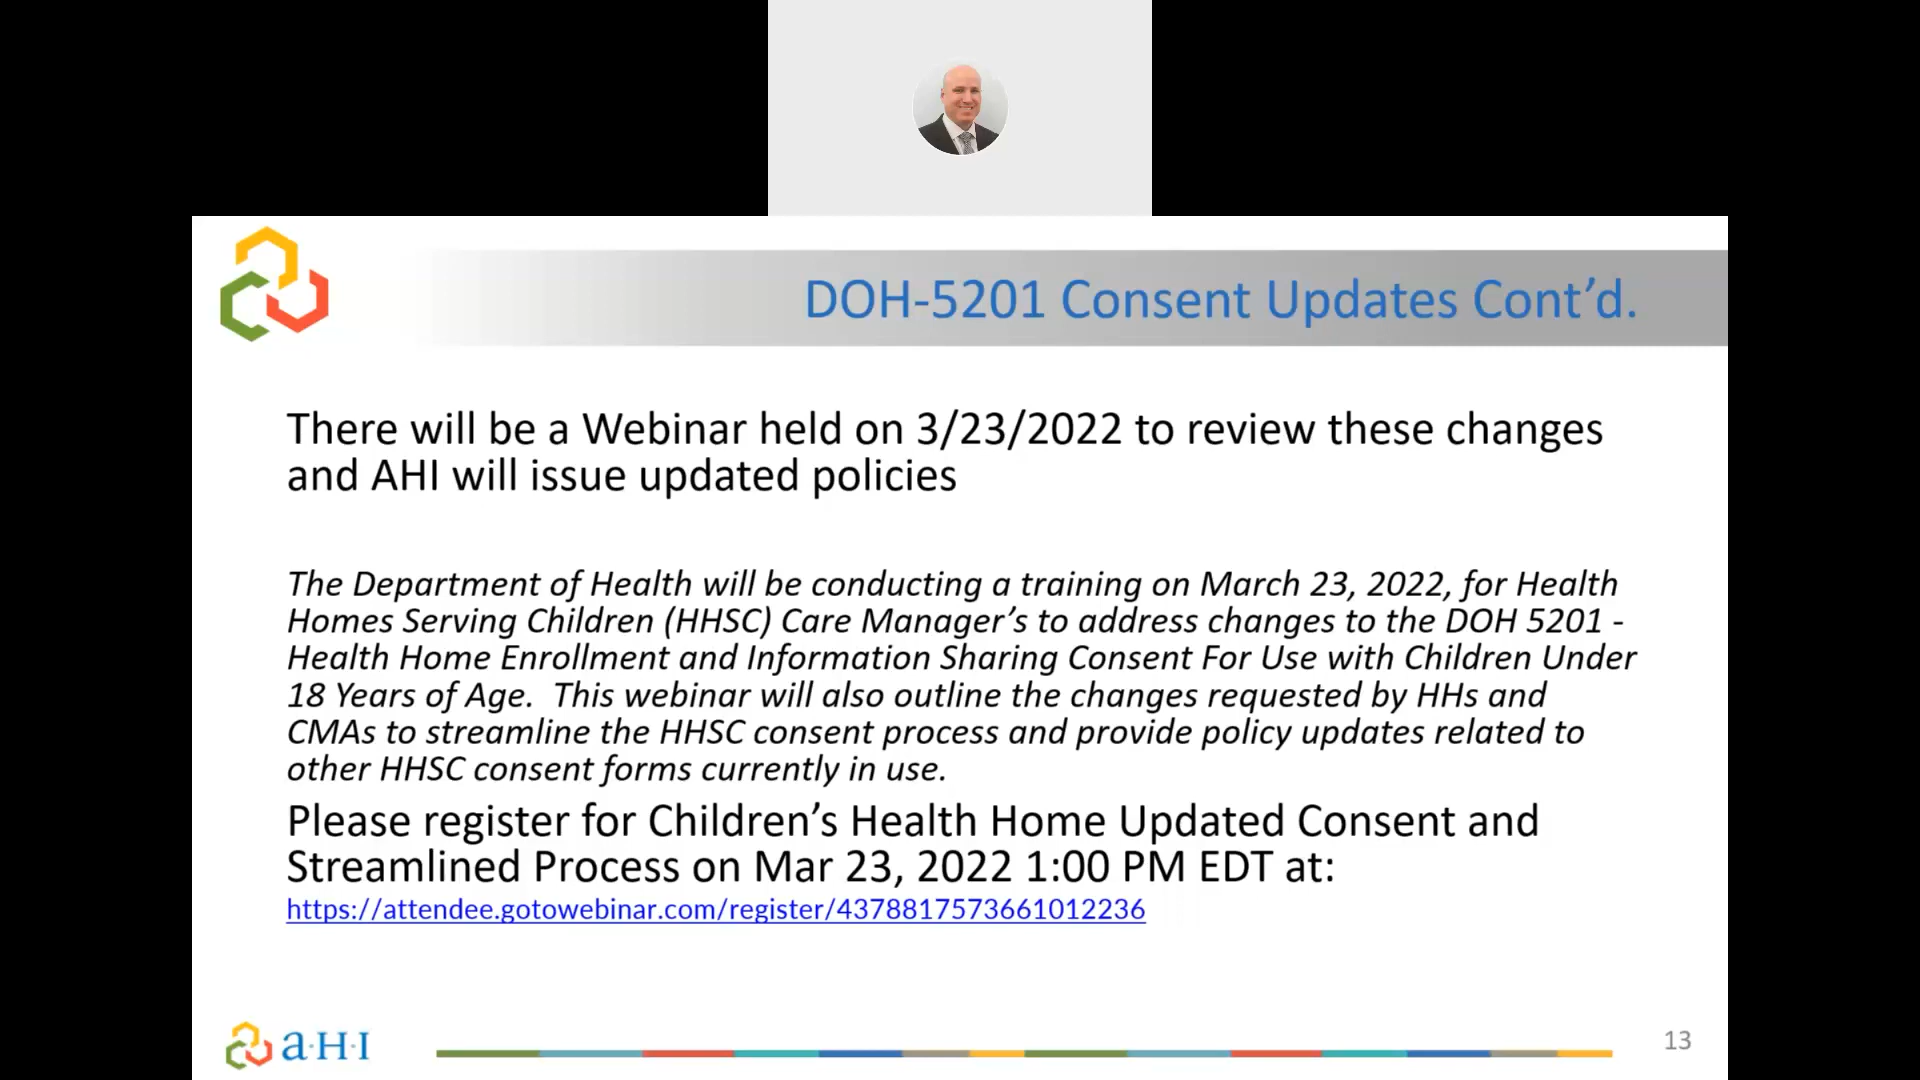 DOH-5201 Consent Updates Cont’d.
There will be a Webinar held on 3/23/2022 to review these changes
and AHI will issue updated policies
The Department of Health will be conducting a training on March 23, 2022, for Health
Homes Serving Children (HHSC) Care Manager’s to address changes to the DOH 5201 -
Health Home Enrollment and Information Sharing Consent For Use with Children Under
18 Years of Age.  This webinar will also outline the changes requested by HHs and
CMAs to streamline the HHSC consent process and provide policy updates related to
other HHSC consent forms currently in use.
Please register for Children’s Health Home Updated Consent and
Streamlined Process on Mar 23, 2022 1:00 PM EDT at:
https://attendee.gotowebinar.com/register/4378817573661012236
a·H·I
13